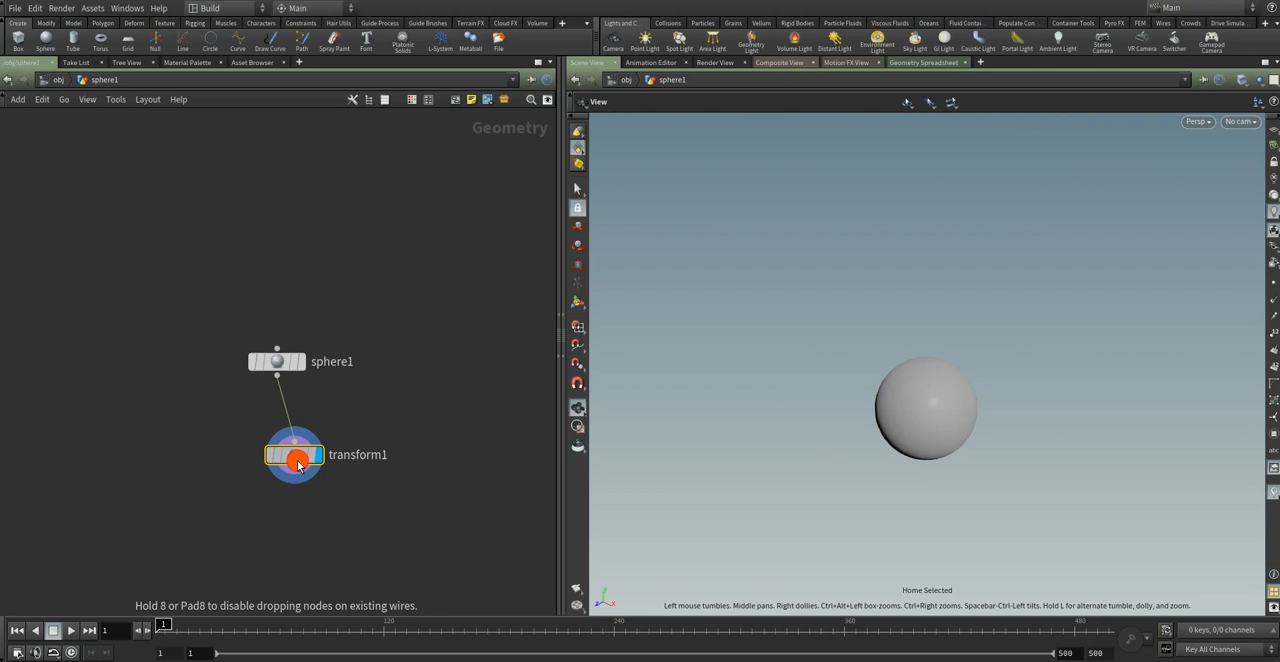 File Edit Render Assets Windows Help Build Main Main
Create Modify Model Polygon Deform Texture Rigging Muscles Characters Constraints Hair Utils Guide Process Guide Brushes Terrain FX Cloud FX Volume
Lights and C... Collisions Particles Grains Vellum Rigid Bodies Particle Fluids Viscous Fluids Oceans Fluid Contai... Populate Con... Container Tools Pyro FX FEM Wires Crowds Drive Simula...
Box Sphere Tube Torus Grid Null Line Circle Curve Draw Curve Path Spray Paint Font Platonic Solids L-System Metaball File
Camera Point Light Spot Light Area Light Geometry Light Volume Light Distant Light Environment Light Sky Light GI Light Caustic Light Portal Light Ambient Light Stereo Camera VR Camera Switcher Gamepad Camera
/obj/sphere1 Take List Tree View Material Palette Asset Browser
Scene View Animation Editor Render View Composite View Motion FX View Geometry Spreadsheet
obj sphere1
obj sphere1
Add Edit Go View Tools Layout Help
View
Geometry
Persp No cam
sphere1
transform1
Home Selected
Hold 8 or Pad8 to disable dropping nodes on existing wires.
Left mouse tumbles. Middle pans. Right dollies. Ctrl+Alt+Left box-zooms. Ctrl+Right zooms. Spacebar-Ctrl-Left tilts. Hold L for alternate tumble, dolly, and zoom.
1 1 120 240 360 480
0 keys, 0/0 channels
1 1 500 500
Key All Channels